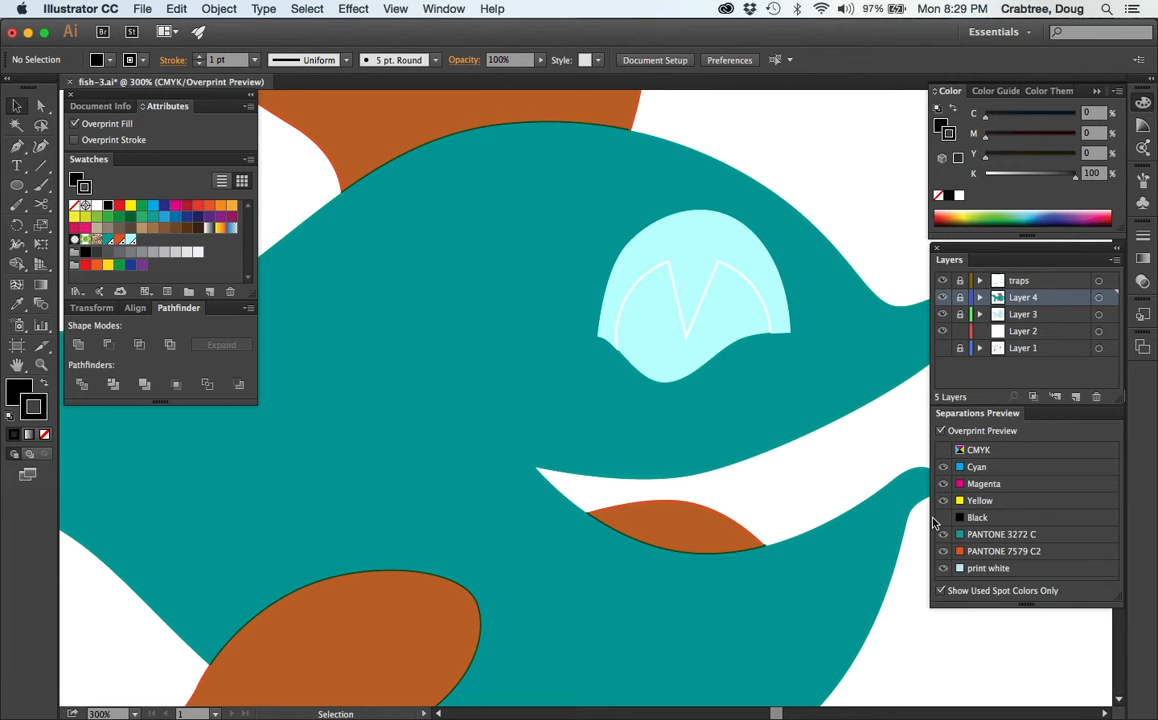 Illustrator CC File Edit Object Type Select Effect View Window Help 97% Mon 8:29 PM Crabtree, Doug
Ai Br St Essentials
No Selection Stroke: 1 pt Uniform 5 pt. Round Opacity: 100% Style: Document Setup Preferences
fish-3.ai* @ 300% (CMYK/Overprint Preview)
Document Info Attributes
Overprint Fill
Overprint Stroke
Swatches
Transform Align Pathfinder
Shape Modes:
Expand
Pathfinders:
Color Color Guide Color Them
C 0 %
M 0 %
Y 0 %
K 100 %
Layers
traps
Layer 4
Layer 3
Layer 2
Layer 1
5 Layers
Separations Preview
Overprint Preview
CMYK
Cyan
Magenta
Yellow
Black
PANTONE 3272 C
PANTONE 7579 C2
print white
Show Used Spot Colors Only
300% 1 Selection